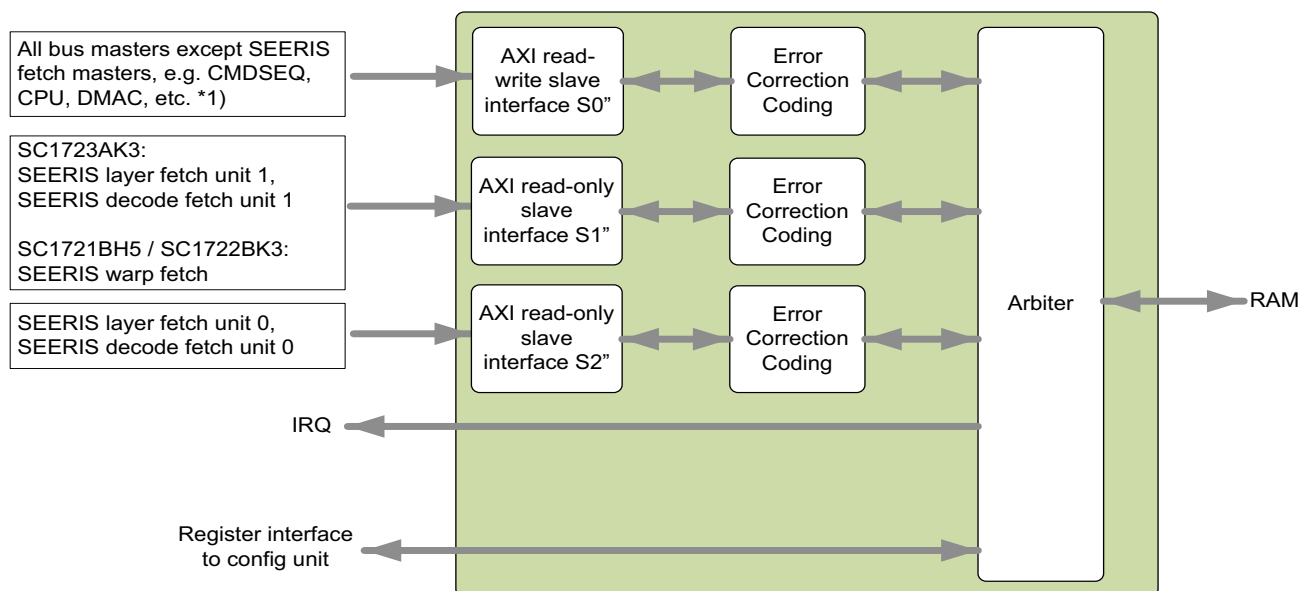 All bus masters except SEERIS
fetch masters, e.g. CMDSEQ,
CPU, DMAC, etc. *1)
AXI read-
write slave
interface S0”
Error
Correction
Coding
SC1723AK3:
SEERIS layer fetch unit 1,
SEERIS decode fetch unit 1
SC1721BH5 / SC1722BK3:
SEERIS warp fetch
AXI read-only
slave
interface S1”
Error
Correction
Coding
SEERIS layer fetch unit 0,
SEERIS decode fetch unit 0
AXI read-only
slave
interface S2”
Error
Correction
Coding
Arbiter
RAM
IRQ
Register interface
to config unit